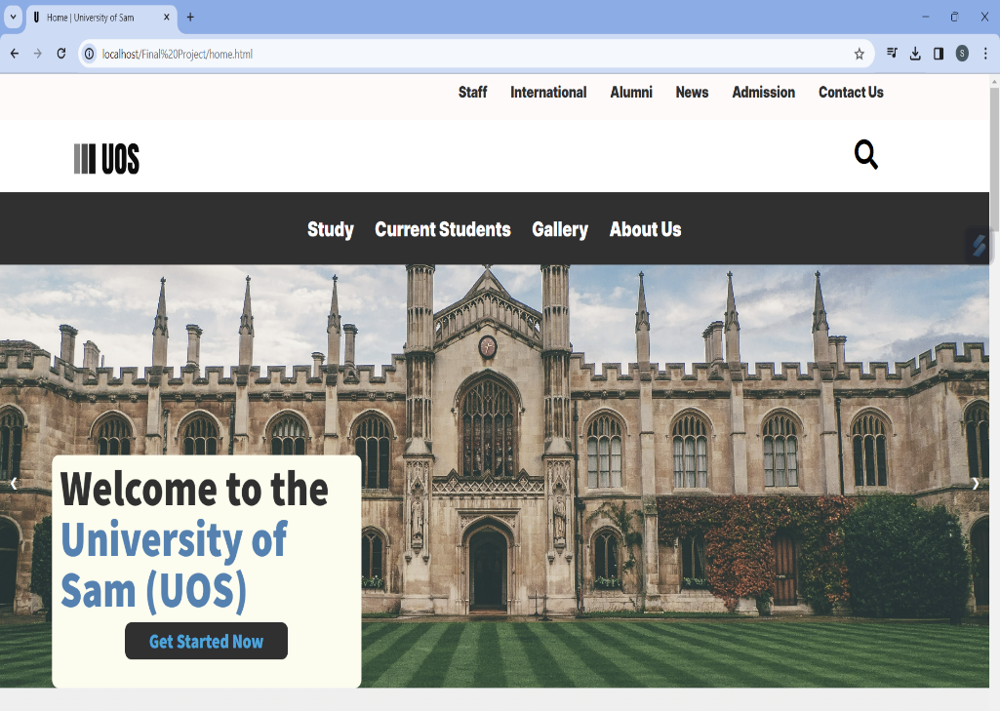 Home | University of Sam
localhost/Final%20Project/home.html
S
Staff International Alumni News Admission Contact Us
UOS
Study Current Students Gallery About Us
Welcome to the
University of
Sam (UOS)
Get Started Now